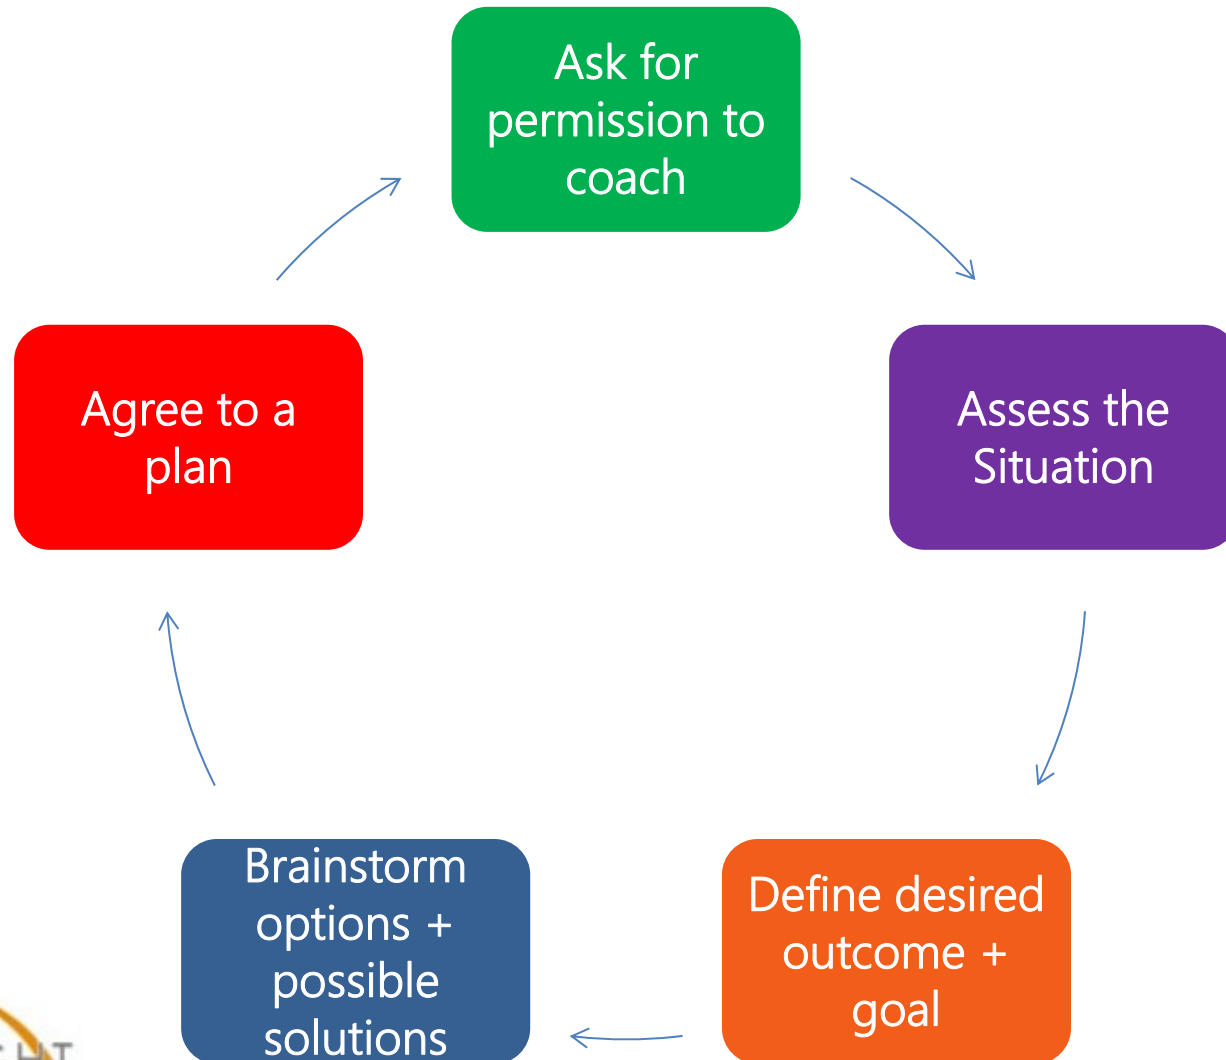 Ask for
permission to
coach
Assess the
Situation
Define desired
outcome +
goal
Brainstorm
options +
possible
solutions
Agree to a
plan